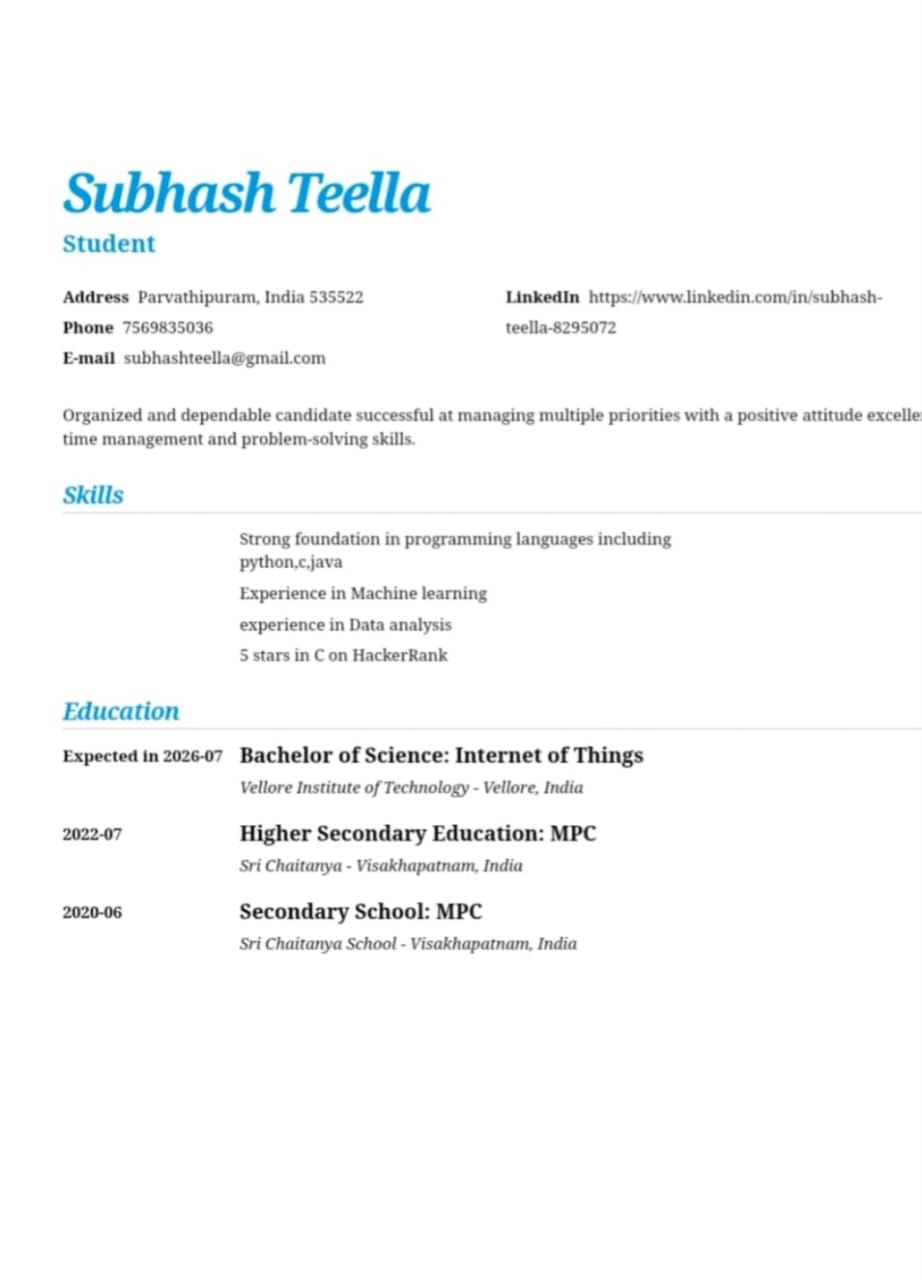 Subhash Teella
Student
Address Parvathipuram, India 535522
Phone 7569835036
E-mail subhashteella@gmail.com
LinkedIn https://www.linkedin.com/in/subhash-
teella-8295072
Organized and dependable candidate successful at managing multiple priorities with a positive attitude
time management and problem-solving skills.
Skills
Strong foundation in programming languages including
python,c,java
Experience in Machine learning
experience in Data analysis
5 stars in C on HackerRank
Education
Expected in 2026-07 Bachelor of Science: Internet of Things
Vellore Institute of Technology - Vellore, India
2022-07 Higher Secondary Education: MPC
Sri Chaitanya - Visakhapatnam, India
2020-06 Secondary School: MPC
Sri Chaitanya School - Visakhapatnam, India